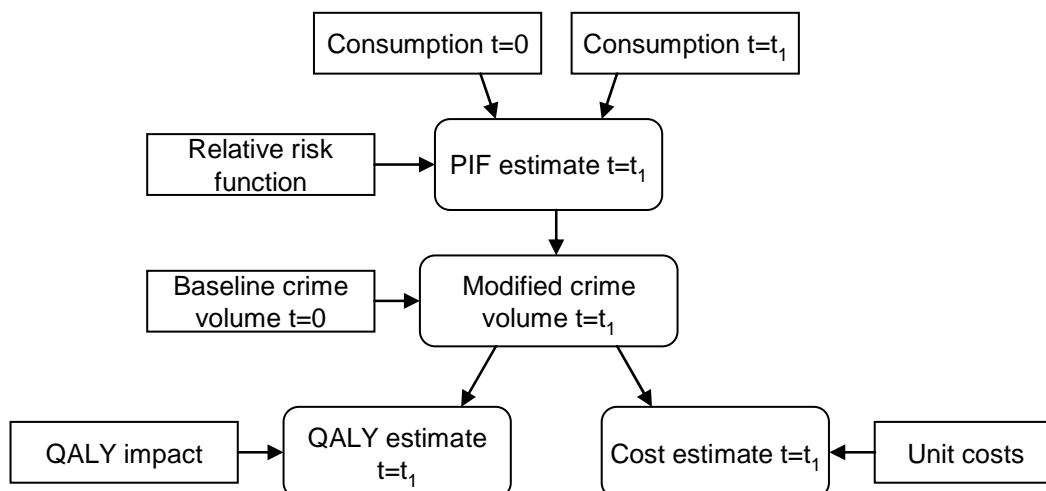 Consumption t=0
Consumption t=t₁
Relative risk
function
PIF estimate t=t₁
Baseline crime
volume t=0
Modified crime
volume t=t₁
QALY impact
QALY estimate
t=t₁
Cost estimate t=t₁
Unit costs